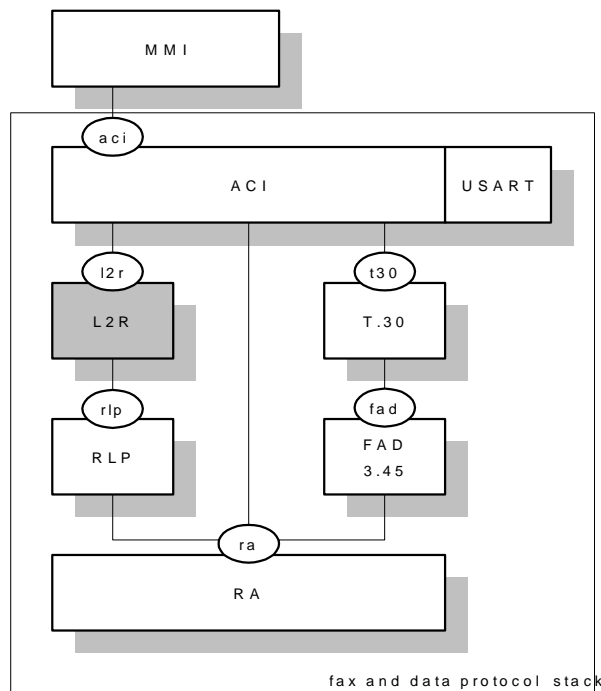 MMI
aci
ACI
USART
l2r
t30
L2R
T.30
rlp
fad
RLP
FAD
3.45
ra
RA
fax and data protocol stack